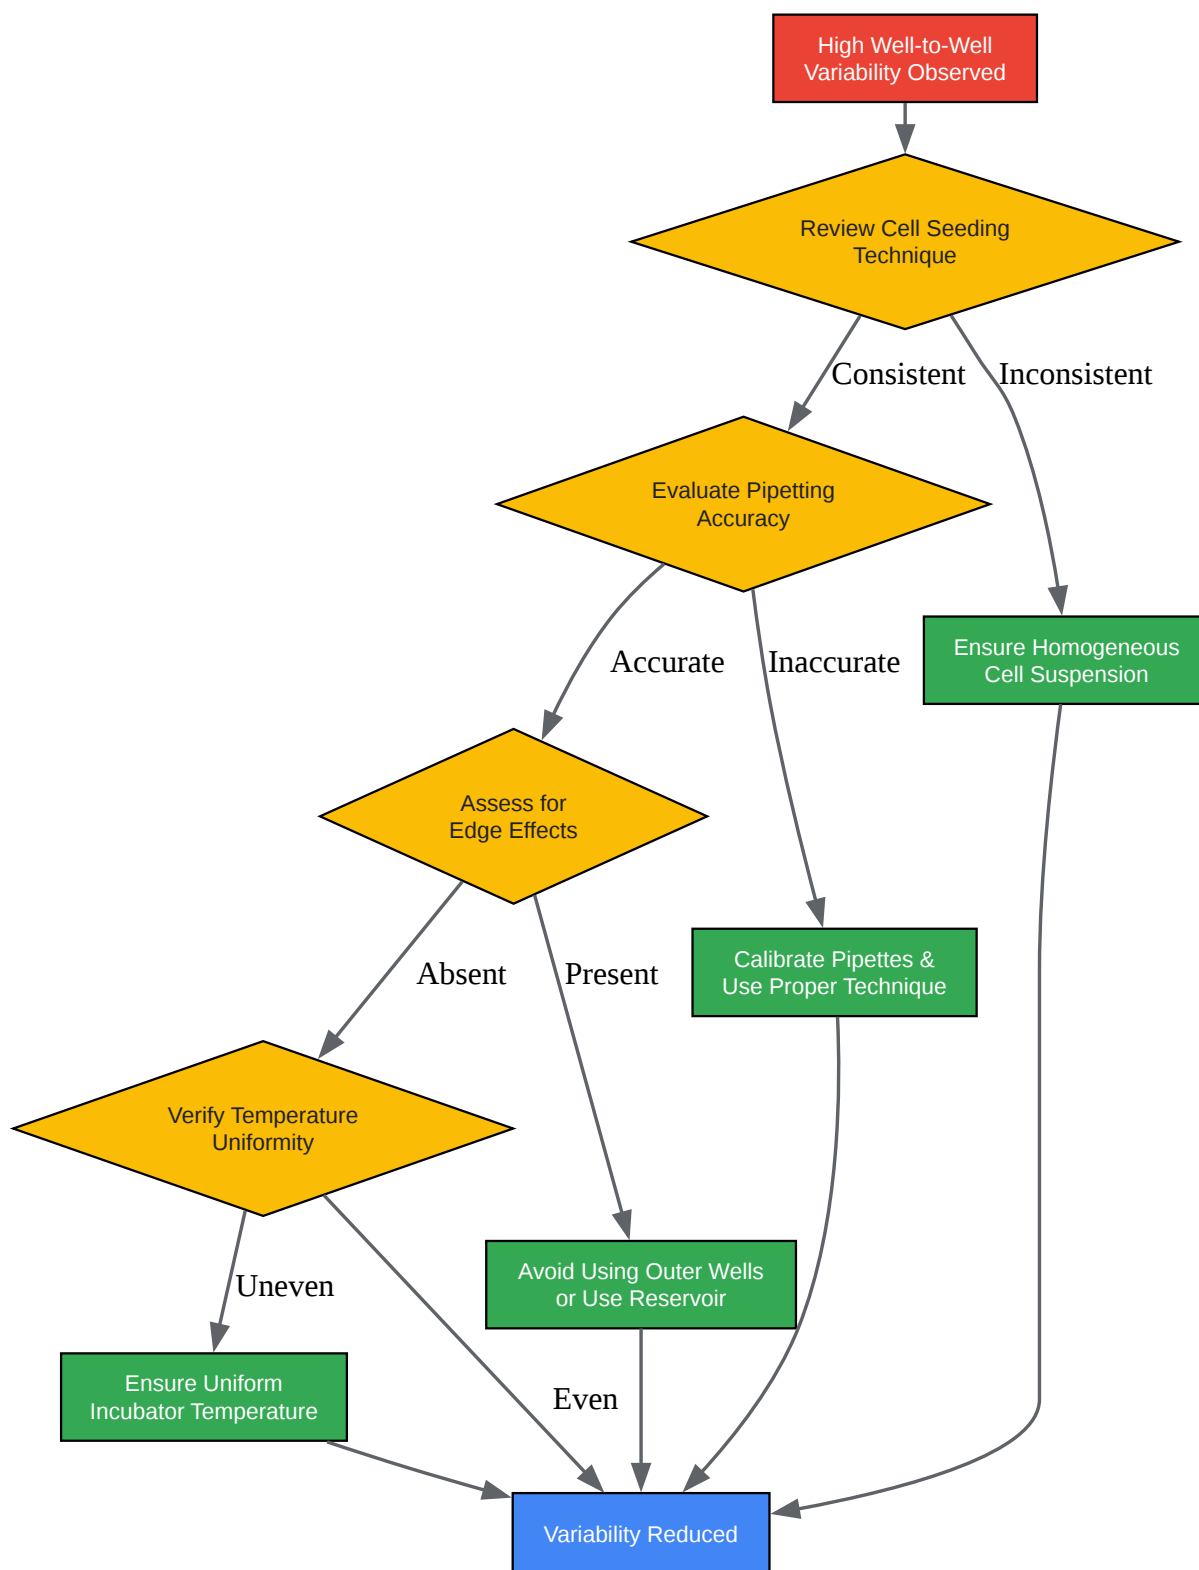 High Well-to-Well
Variability Observed
Review Cell Seeding
Technique
Consistent
Inconsistent
Evaluate Pipetting
Accuracy
Ensure Homogeneous
Cell Suspension
Accurate
Inaccurate
Assess for
Edge Effects
Calibrate Pipettes &
Use Proper Technique
Absent
Present
Verify Temperature
Uniformity
Avoid Using Outer Wells
or Use Reservoir
Uneven
Ensure Uniform
Incubator Temperature
Even
Variability Reduced